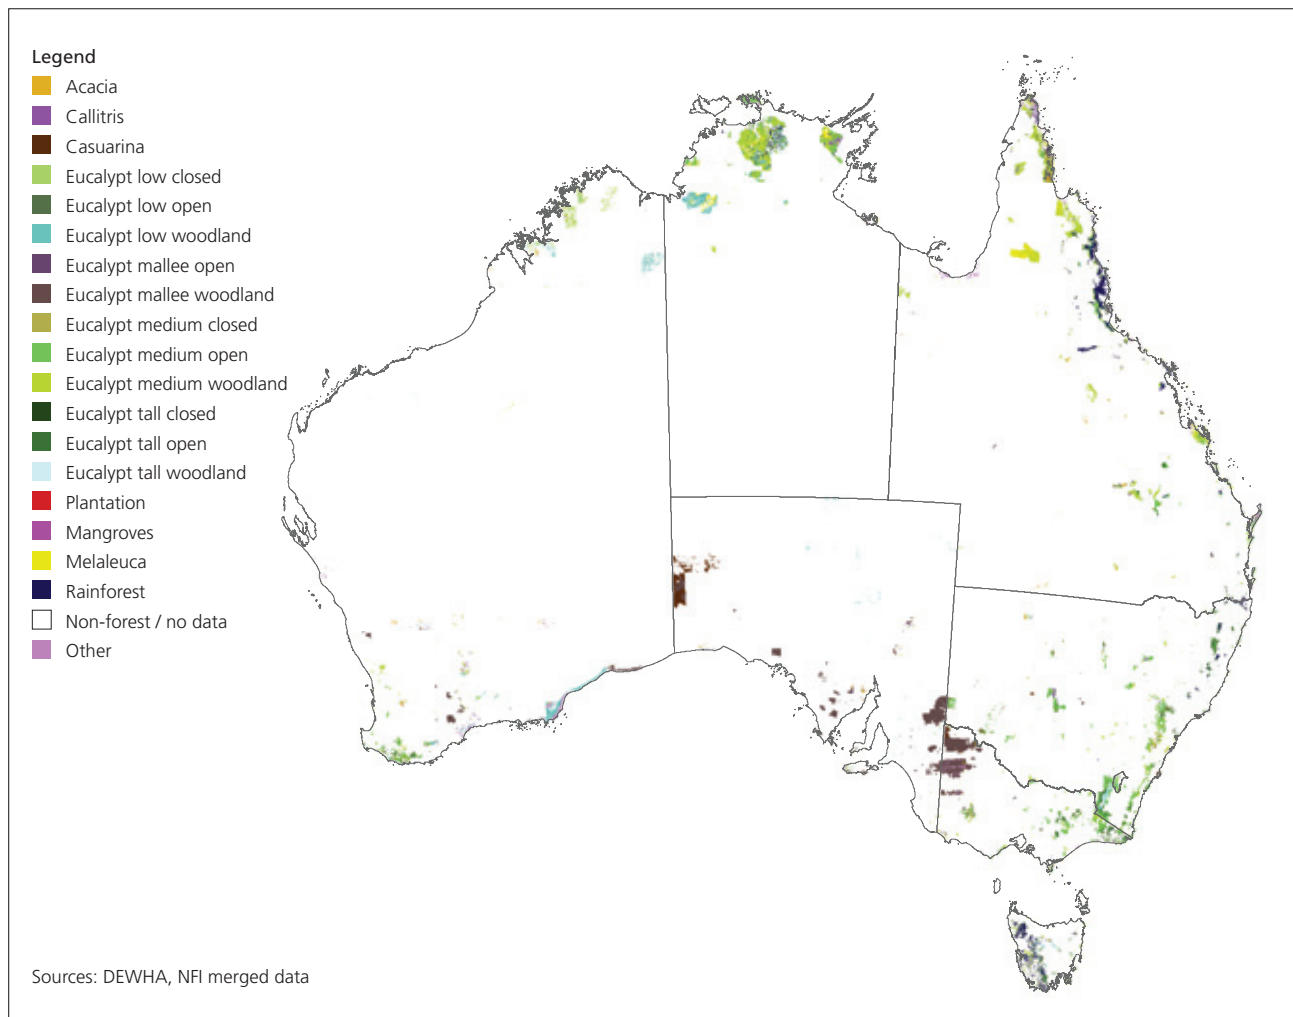 Legend
Acacia
Callitris
Casuarina
Eucalypt low closed
Eucalypt low open
Eucalypt low woodland
Eucalypt mallee open
Eucalypt mallee woodland
Eucalypt medium closed
Eucalypt medium open
Eucalypt medium woodland
Eucalypt tall closed
Eucalypt tall open
Eucalypt tall woodland
Plantation
Mangroves
Melaleuca
Rainforest
Non-forest / no data
Other
Sources: DEWHA, NFI merged data